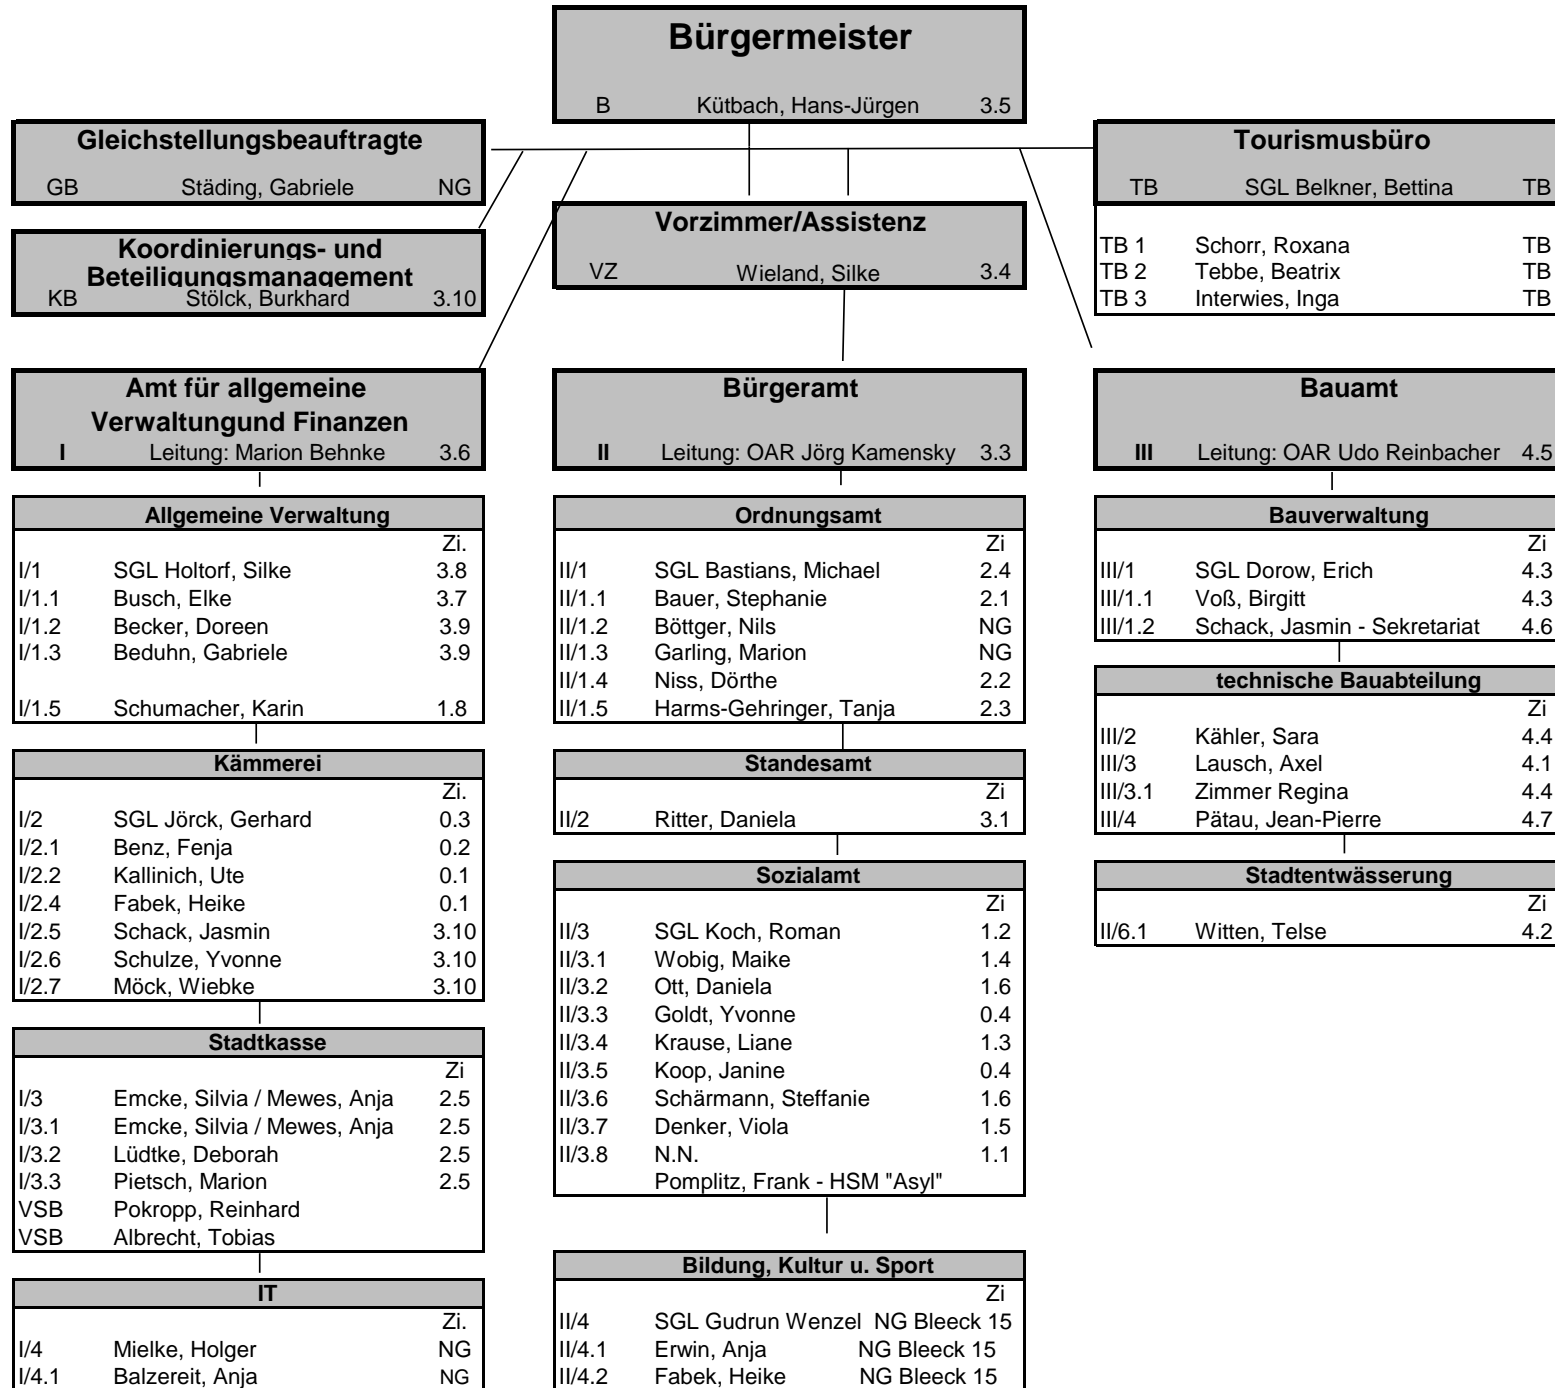 Bürgermeister
B Kütbach, Hans-Jürgen 3.5
Gleichstellungsbeauftragte
GB Städing, Gabriele NG
Tourismusbüro
TB SGL Belkner, Bettina TB
TB 1 Schorr, Roxana TB
TB 2 Tebbe, Beatrix TB
TB 3 Interwies, Inga TB
Koordinierungs- und
Beteiligungsmanagement
KB Stölck, Burkhard 3.10
Vorzimmer/Assistenz
VZ Wieland, Silke 3.4
Amt für allgemeine
Verwaltungund Finanzen
I Leitung: Marion Behnke 3.6
Allgemeine Verwaltung
Zi.
I/1 SGL Holtorf, Silke 3.8
I/1.1 Busch, Elke 3.7
I/1.2 Becker, Doreen 3.9
I/1.3 Beduhn, Gabriele 3.9
I/1.5 Schumacher, Karin 1.8
Kämmerei
Zi.
I/2 SGL Jörck, Gerhard 0.3
I/2.1 Benz, Fenja 0.2
I/2.2 Kallinich, Ute 0.1
I/2.4 Fabek, Heike 0.1
I/2.5 Schack, Jasmin 3.10
I/2.6 Schulze, Yvonne 3.10
I/2.7 Möck, Wiebke 3.10
Stadtkasse
Zi
I/3 Emcke, Silvia / Mewes, Anja 2.5
I/3.1 Emcke, Silvia / Mewes, Anja 2.5
I/3.2 Lüdtke, Deborah 2.5
I/3.3 Pietsch, Marion 2.5
VSB Pokropp, Reinhard
VSB Albrecht, Tobias
IT
Zi.
I/4 Mielke, Holger NG
I/4.1 Balzereit, Anja NG
Bürgeramt
II Leitung: OAR Jörg Kamensky 3.3
Ordnungsamt
Zi
II/1 SGL Bastians, Michael 2.4
II/1.1 Bauer, Stephanie 2.1
II/1.2 Böttger, Nils NG
II/1.3 Garling, Marion NG
II/1.4 Niss, Dörthe 2.2
II/1.5 Harms-Gehringer, Tanja 2.3
Standesamt
Zi
II/2 Ritter, Daniela 3.1
Sozialamt
Zi
II/3 SGL Koch, Roman 1.2
II/3.1 Wobig, Maike 1.4
II/3.2 Ott, Daniela 1.6
II/3.3 Goldt, Yvonne 0.4
II/3.4 Krause, Liane 1.3
II/3.5 Koop, Janine 0.4
II/3.6 Schärmann, Steffanie 1.6
II/3.7 Denker, Viola 1.5
II/3.8 N.N. 1.1
Pomplitz, Frank - HSM "Asyl"
Bildung, Kultur u. Sport
Zi
II/4 SGL Gudrun Wenzel NG Bleeck 15
II/4.1 Erwin, Anja NG Bleeck 15
II/4.2 Fabek, Heike NG Bleeck 15
Bauamt
III Leitung: OAR Udo Reinbacher 4.5
Bauverwaltung
Zi
III/1 SGL Dorow, Erich 4.3
III/1.1 Voß, Birgitt 4.3
III/1.2 Schack, Jasmin - Sekretariat 4.6
technische Bauabteilung
Zi
III/2 Kähler, Sara 4.4
III/3 Lausch, Axel 4.1
III/3.1 Zimmer Regina 4.4
III/4 Pätau, Jean-Pierre 4.7
Stadtentwässerung
Zi
II/6.1 Witten, Telse 4.2